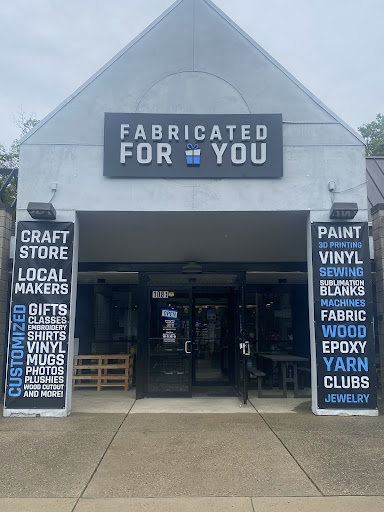 FABRICATED
FOR YOU
CRAFT
STORE
LOCAL
MAKERS
CUSTOMIZED
GIFTS
CLASSES
EMBROIDERY
SHIRTS
VINYL
MUGS
PHOTOS
PLUSHIES
WOOD CUTOUT
AND MORE!
1081
PAINT
3D PRINTING
VINYL
SEWING
SUBLIMATION
BLANKS
MACHINES
FABRIC
WOOD
EPOXY
YARN
CLUBS
JEWELRY